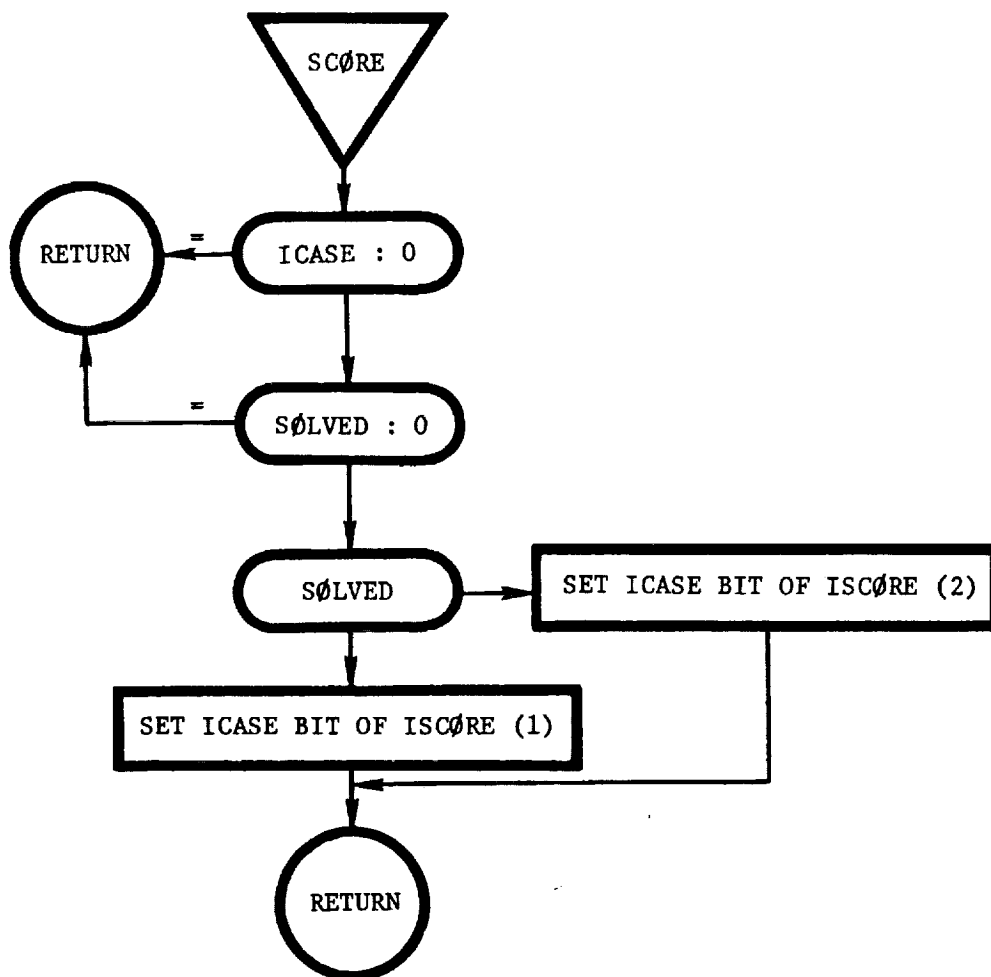 SCØRE
=
RETURN
ICASE : 0
=
SØLVED : 0
SØLVED
SET ICASE BIT OF ISCØRE (2)
SET ICASE BIT OF ISCØRE (1)
RETURN